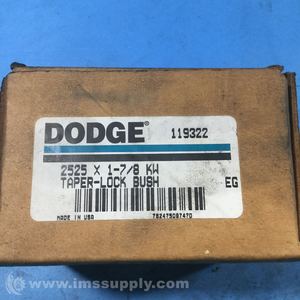 DODGE® 119322
2525 X 1-7/8 KW
TAPER-LOCK BUSH EG
MADE IN USA 782475087470
© www.imssupply.com